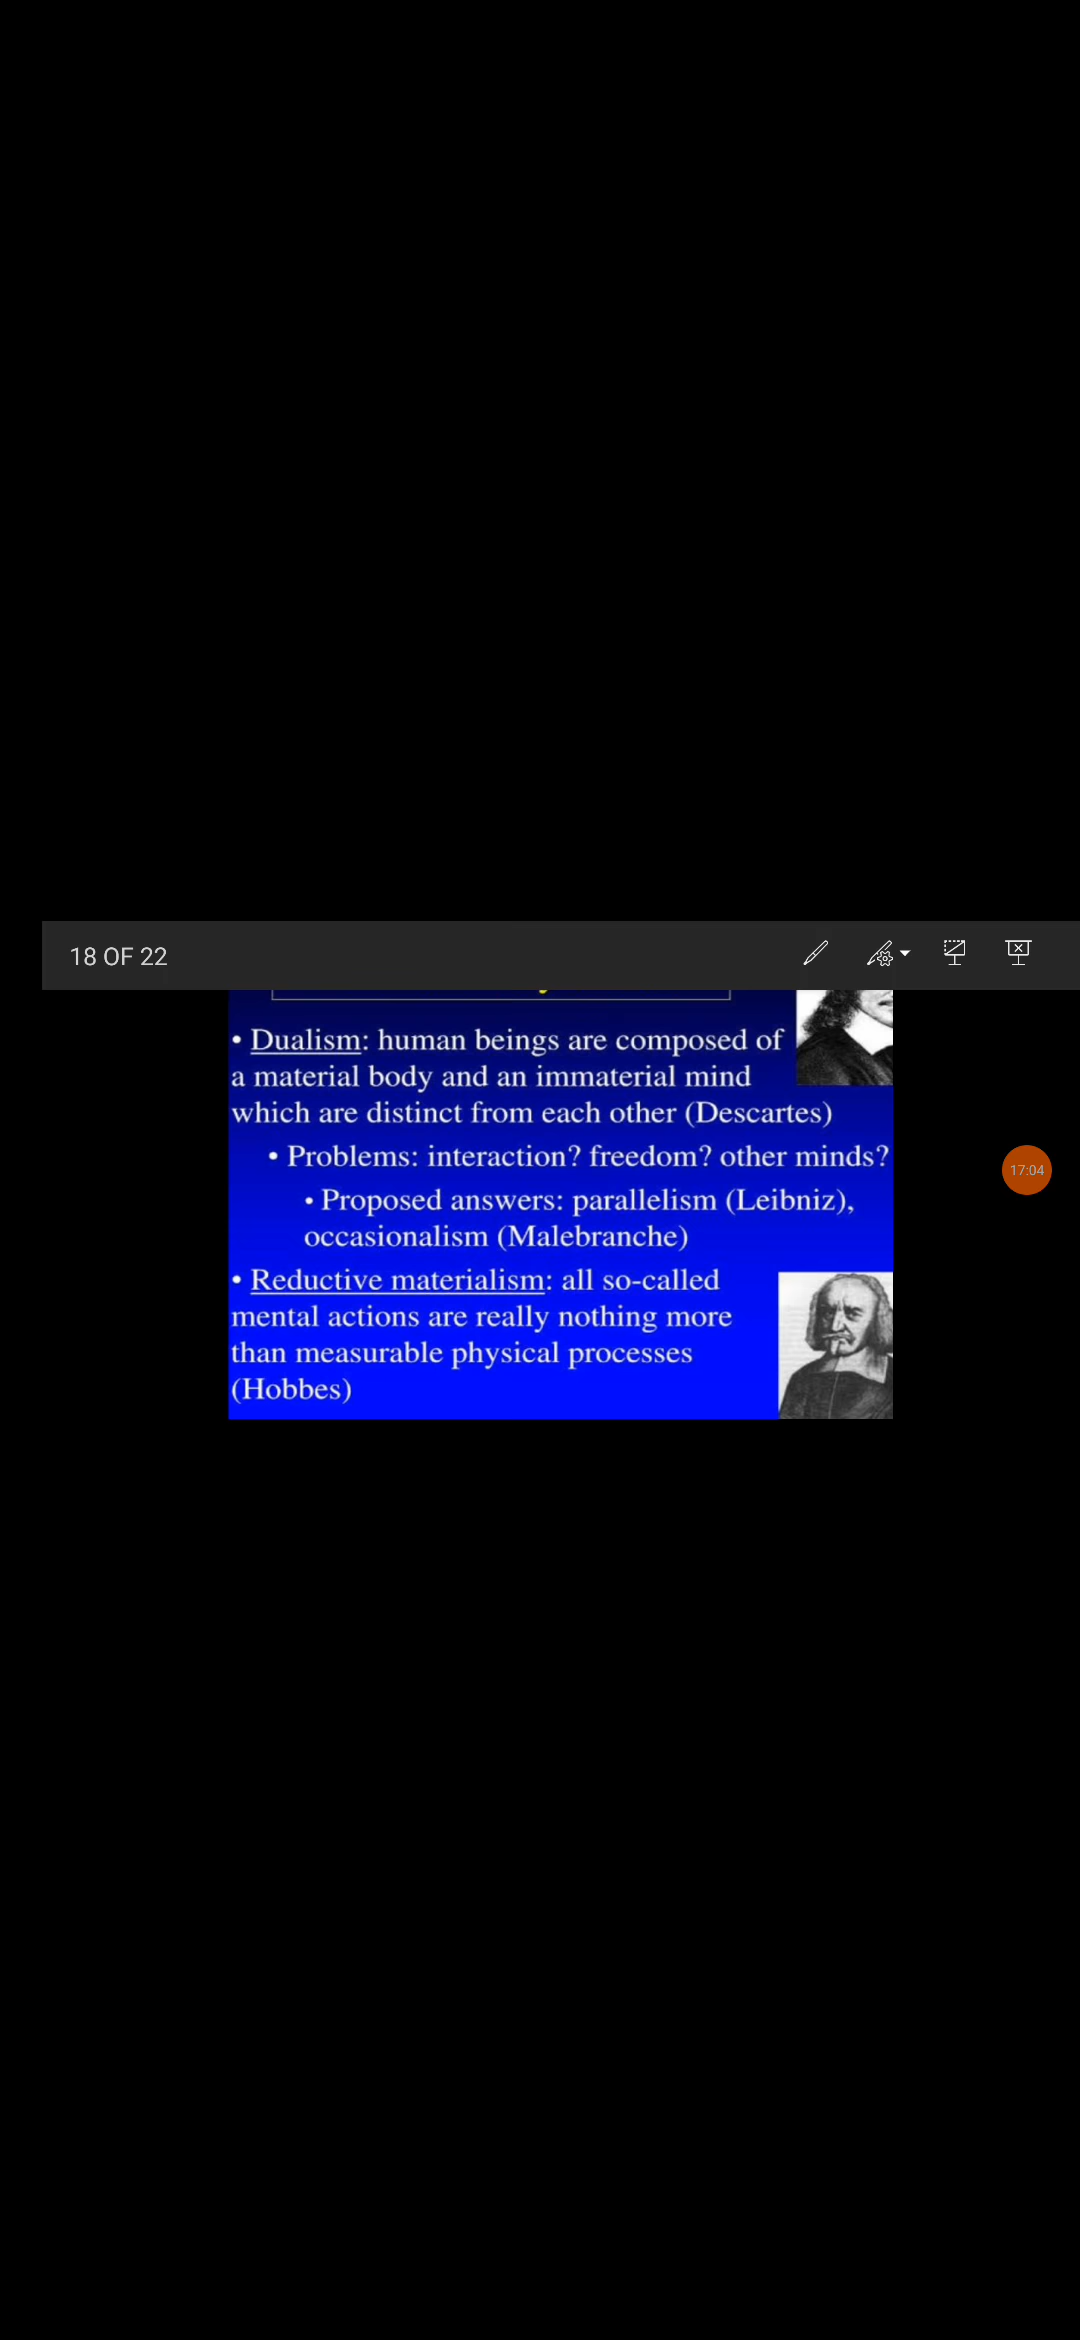 18 OF 22
• Dualism: human beings are composed of
a material body and an immaterial mind
which are distinct from each other (Descartes)
• Problems: interaction? freedom? other minds?
• Proposed answers: parallelism (Leibniz),
occasionalism (Malebranche)
17:04
• Reductive materialism: all so-called
mental actions are really nothing more
than measurable physical processes
(Hobbes)